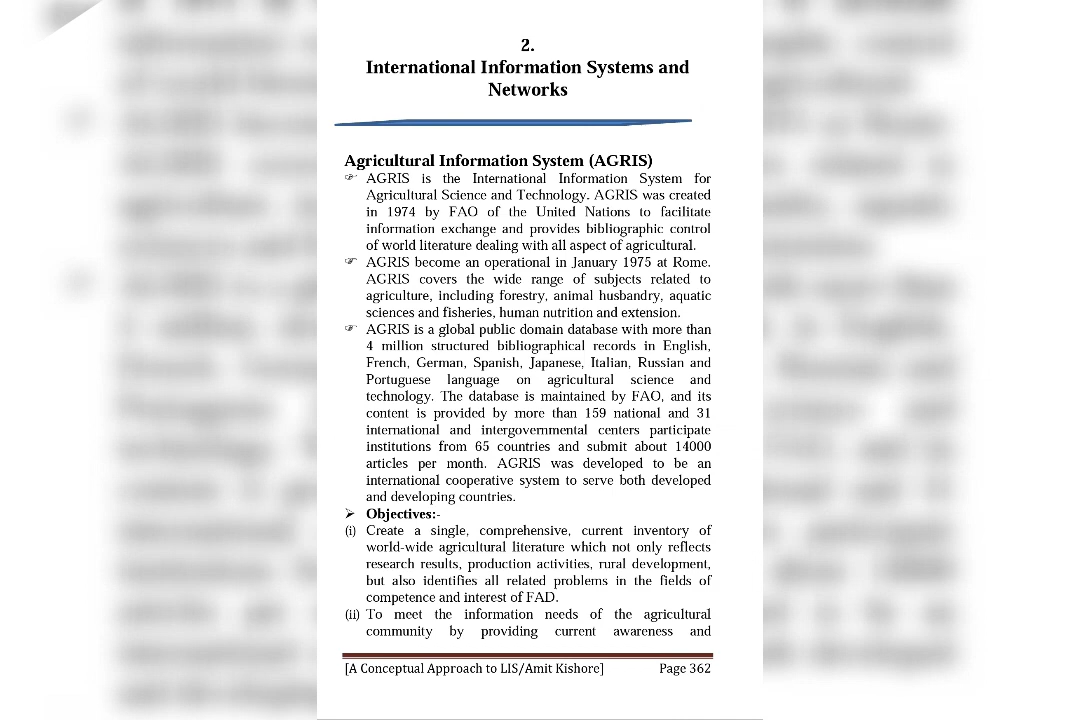 2.
International Information Systems and
Networks
Agricultural Information System (AGRIS)
☞ AGRIS is the International Information System for
Agricultural Science and Technology. AGRIS was created
in 1974 by FAO of the United Nations to facilitate
information exchange and provides bibliographic control
of world literature dealing with all aspect of agricultural.
☞ AGRIS become an operational in January 1975 at Rome.
AGRIS covers the wide range of subjects related to
agriculture, including forestry, animal husbandry, aquatic
sciences and fisheries, human nutrition and extension.
☞ AGRIS is a global public domain database with more than
4 million structured bibliographical records in English,
French, German, Spanish, Japanese, Italian, Russian and
Portuguese language on agricultural science and
technology. The database is maintained by FAO, and its
content is provided by more than 159 national and 31
international and intergovernmental centers participate
institutions from 65 countries and submit about 14000
articles per month. AGRIS was developed to be an
international cooperative system to serve both developed
and developing countries.
➢ Objectives:-
(i) Create a single, comprehensive, current inventory of
world-wide agricultural literature which not only reflects
research results, production activities, rural development,
but also identifies all related problems in the fields of
competence and interest of FAD.
(ii) To meet the information needs of the agricultural
community by providing current awareness and
[A Conceptual Approach to LIS/Amit Kishore] Page 362